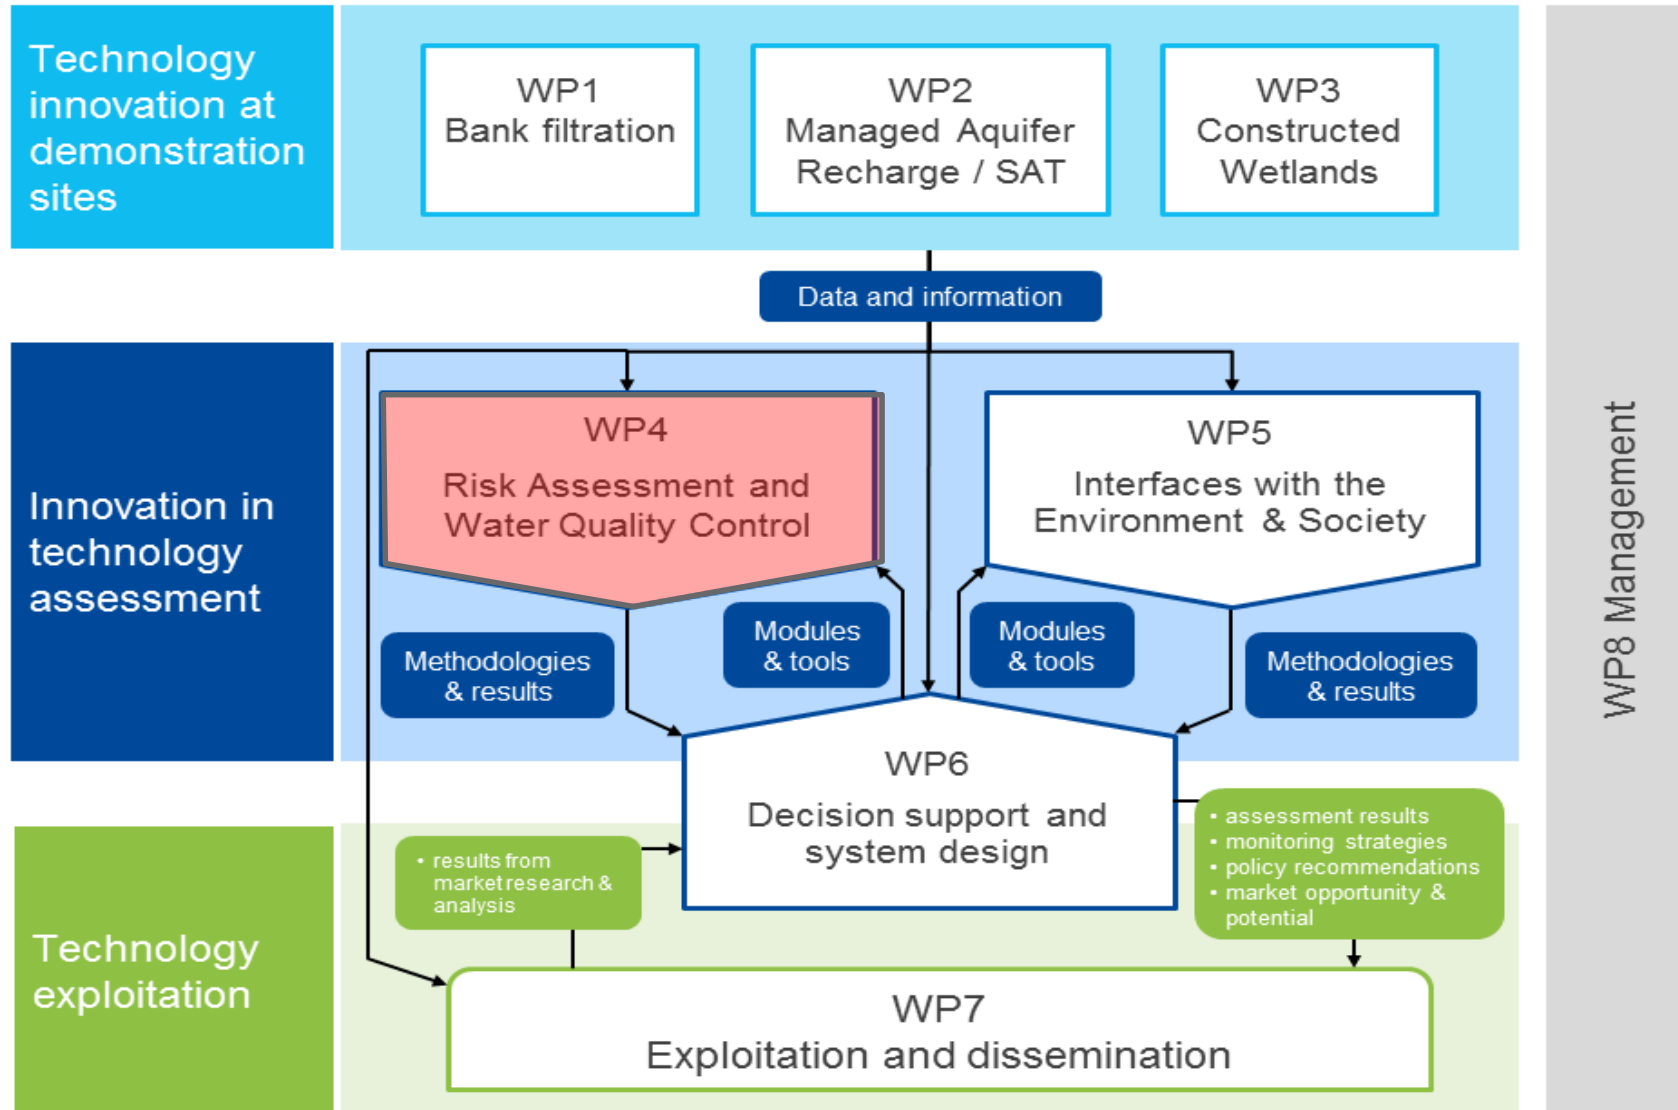 Technology
innovation at
demonstration
sites
WP1
Bank filtration
WP2
Managed Aquifer
Recharge / SAT
WP3
Constructed
Wetlands
Data and information
Innovation in
technology
assessment
WP4
Risk Assessment and
Water Quality Control
WP5
Interfaces with the
Environment & Society
Methodologies
& results
Modules
& tools
Modules
& tools
Methodologies
& results
WP6
Decision support and
system design
Technology
exploitation
• results from
market research &
analysis
• assessment results
• monitoring strategies
• policy recommendations
• market opportunity &
potential
WP7
Exploitation and dissemination
WP8 Management